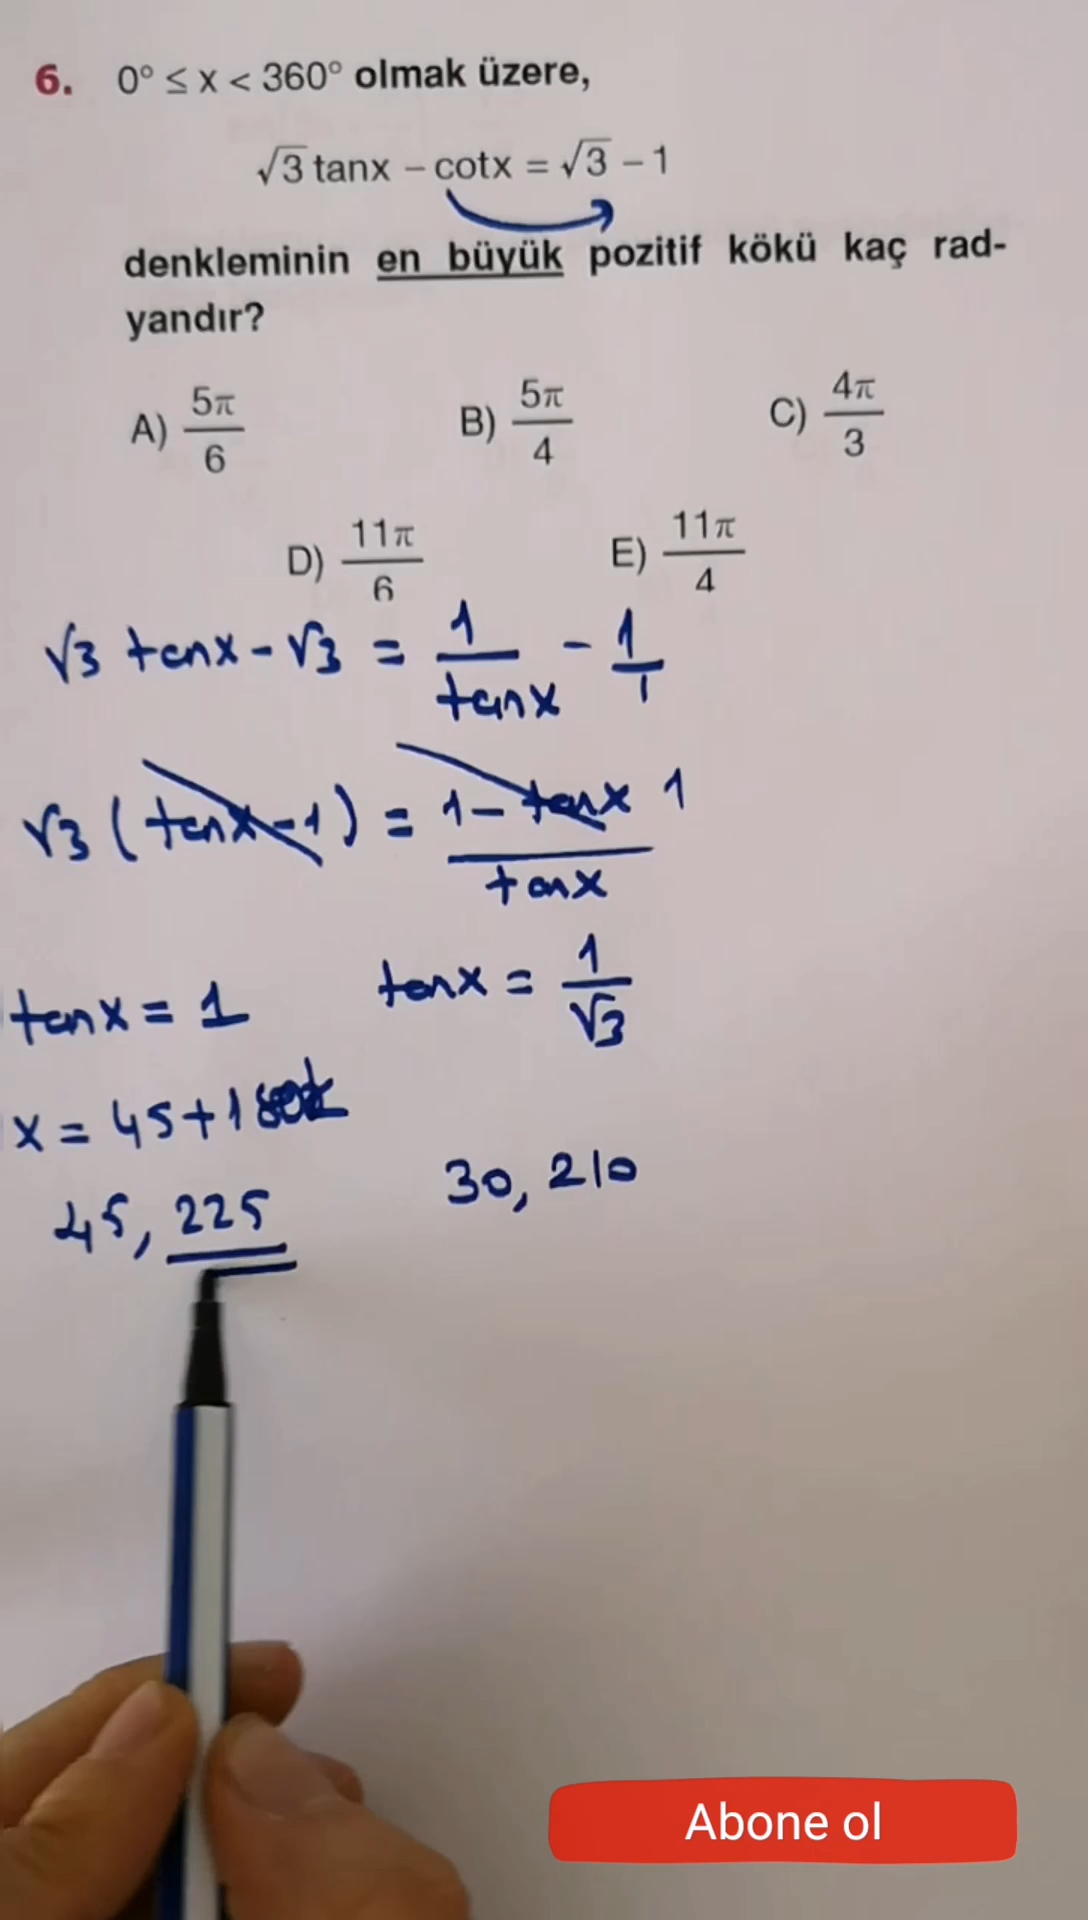 6. 0° ≤ x < 360° olmak üzere,
√3 tanx – cotx = √3 – 1
denkleminin en büyük pozitif kökü kaç rad-
yandır?
A) 5π/6 B) 5π/4 C) 4π/3
D) 11π/6 E) 11π/4
√3 tanx - √3 = 1/tanx - 1/1
√3 (tanx-1) = 1-tanx 1/tanx
tanx = 1 tanx = 1/√3
x = 45+180k
45, 225 30, 210
Abone ol